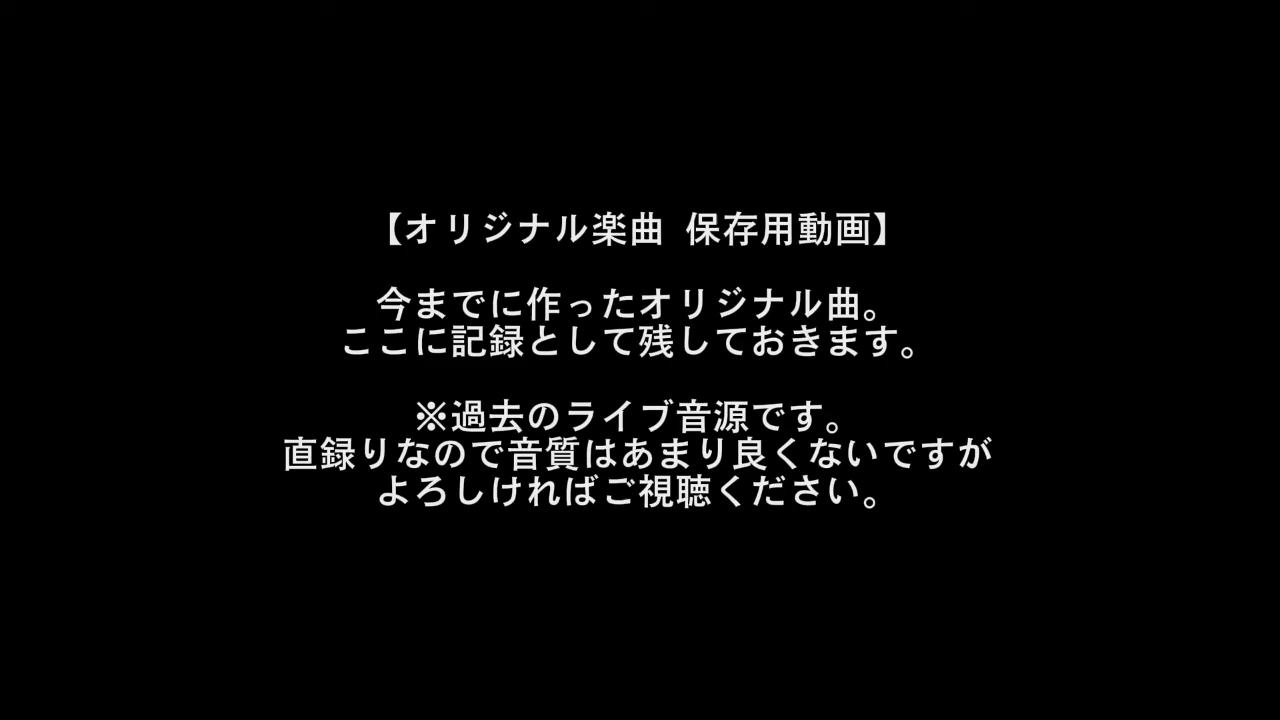 【オリジナル楽曲 保存用動画】
今までに作ったオリジナル曲。
ここに記録として残しておきます。
※過去のライブ音源です。
直録りなので音質はあまり良くないですが
よろしければご視聴ください。